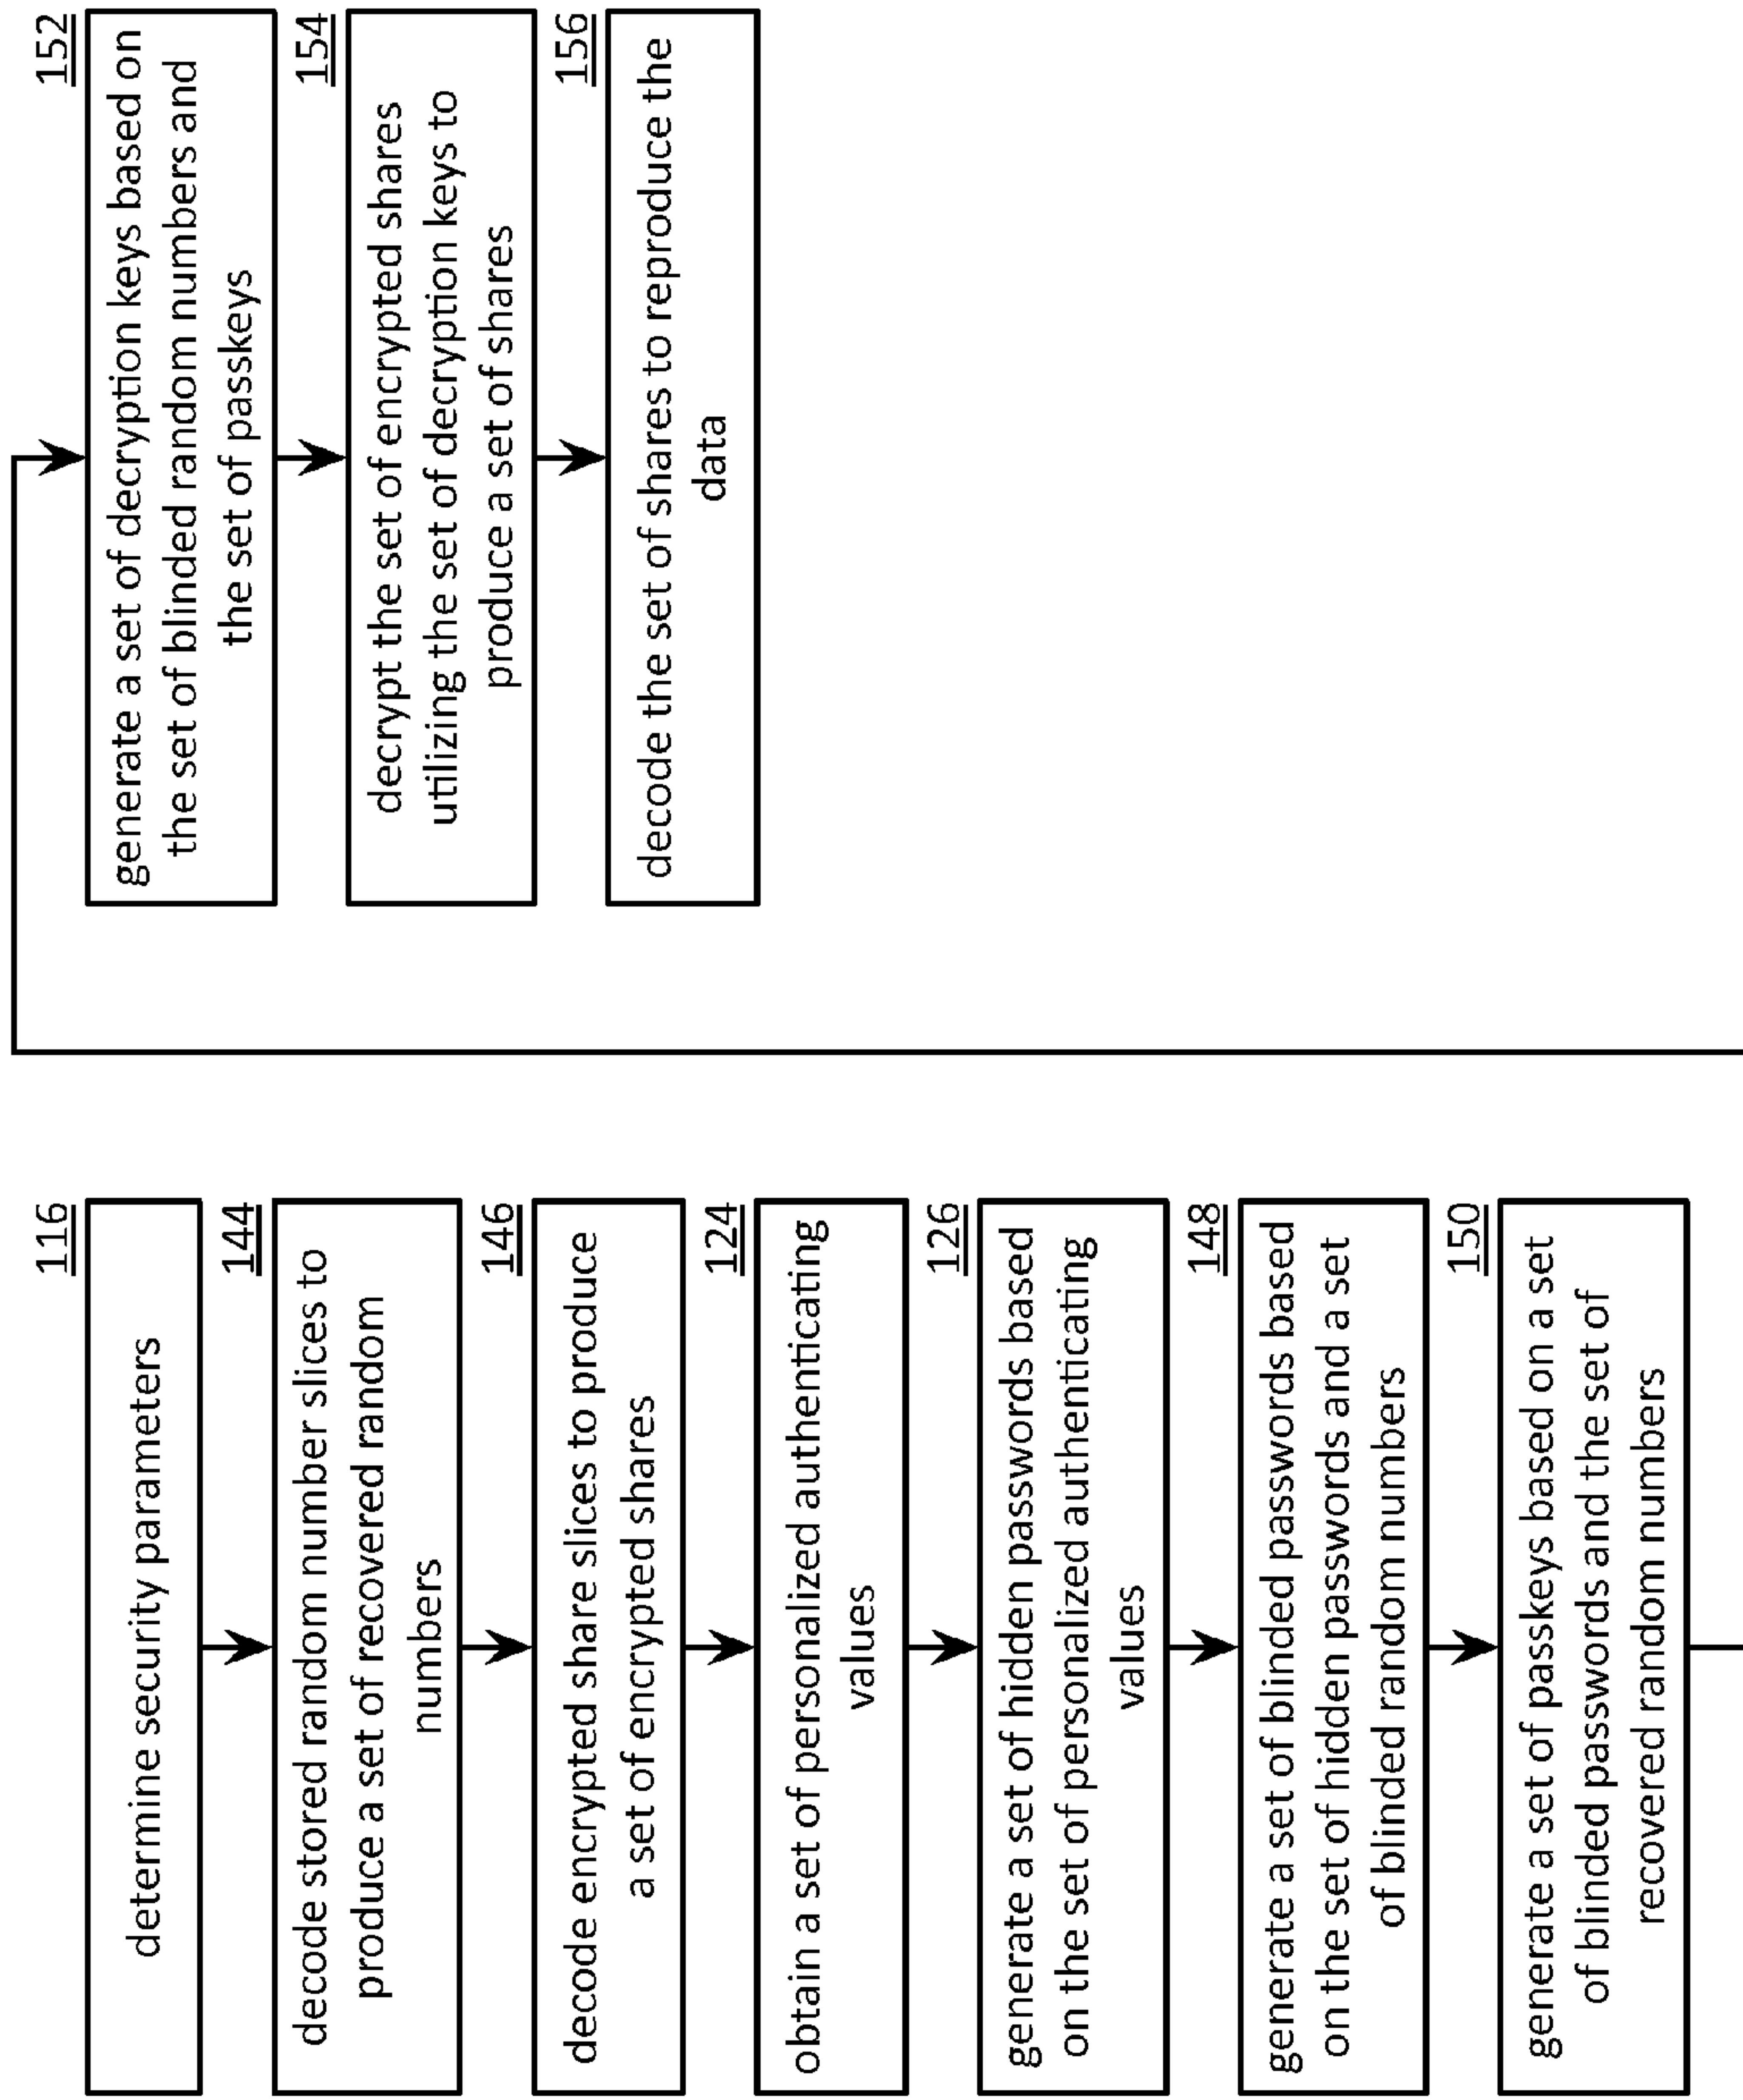 116
determine security parameters
144
decode stored random number slices to
produce a set of recovered random
numbers
146
decode encrypted share slices to produce
a set of encrypted shares
124
obtain a set of personalized authenticating
values
126
generate a set of hidden passwords based
on the set of personalized authenticating
values
148
generate a set of blinded passwords based
on the set of hidden passwords and a set
of blinded random numbers
150
generate a set of passkeys based on a set
of blinded passwords and the set of
recovered random numbers
152
generate a set of decryption keys based on
the set of blinded random numbers and
the set of passkeys
154
decrypt the set of encrypted shares
utilizing the set of decryption keys to
produce a set of shares
156
decode the set of shares to reproduce the
data